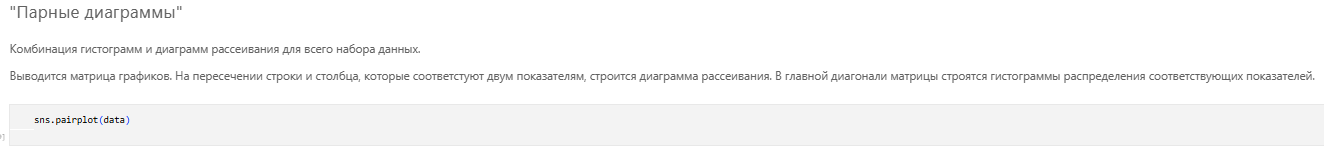 "Парные диаграммы"
Комбинация гистограмм и диаграмм рассеивания для всего набора данных.
Выводится матрица графиков. На пересечении строки и столбца, которые соответстуют двум показателям, строится диаграмма рассеивания. В главной диагонали матрицы строятся гистограммы распределения соответствующих показателей.
sns.pairplot(data)